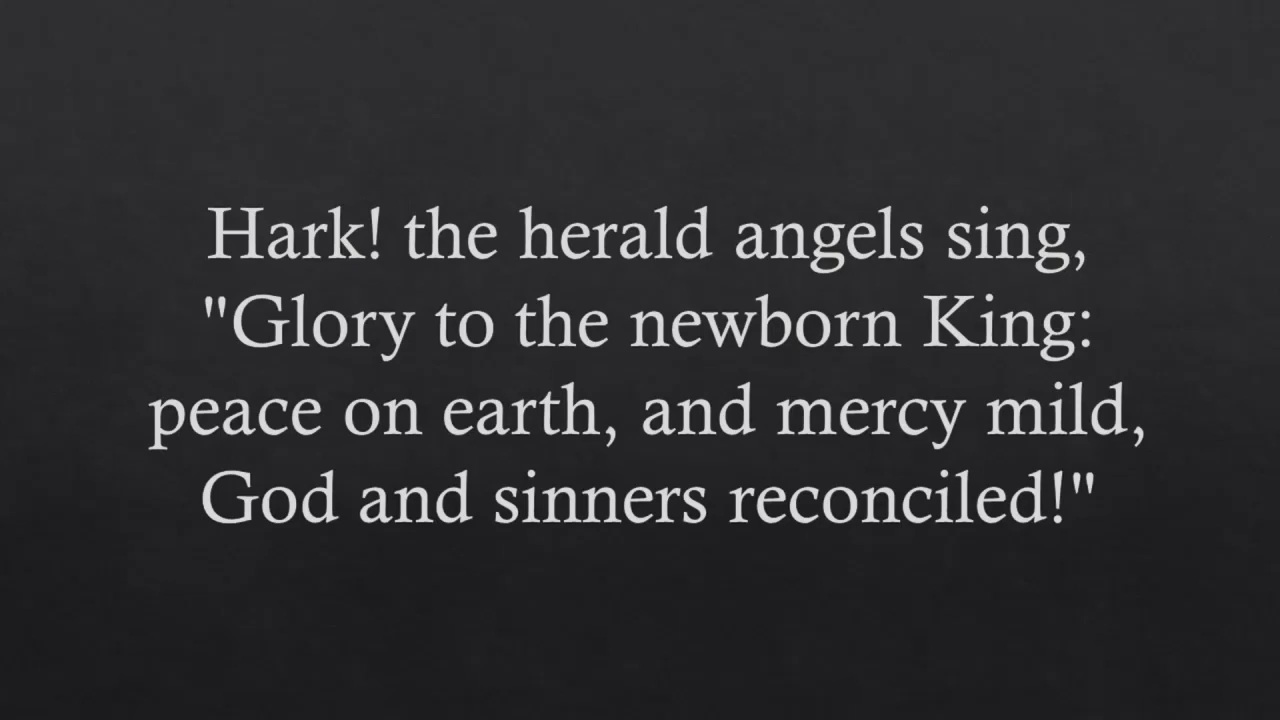 Hark! the herald angels sing,
"Glory to the newborn King:
peace on earth, and mercy mild,
God and sinners reconciled!"